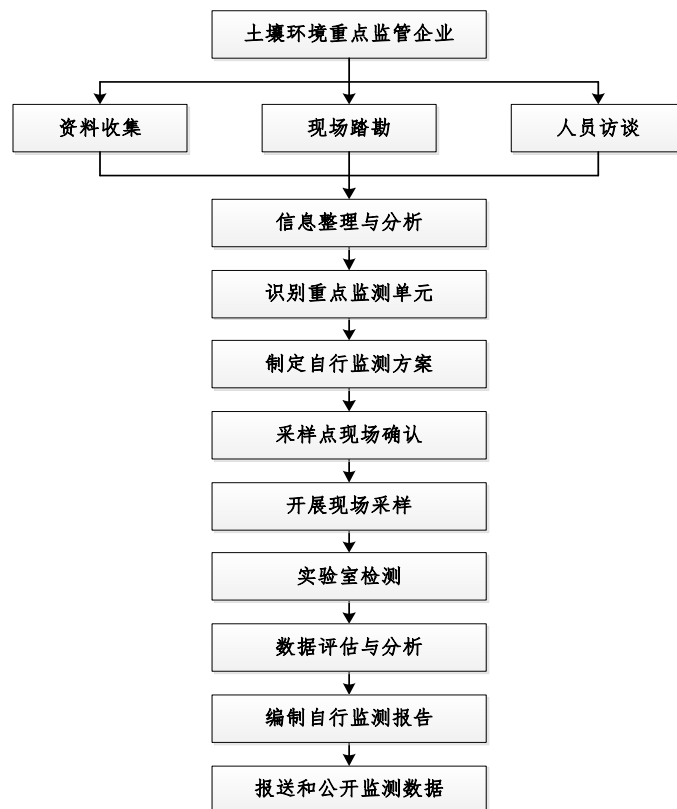 土壤环境重点监管企业
资料收集
现场踏勘
人员访谈
信息整理与分析
识别重点监测单元
制定自行监测方案
采样点现场确认
开展现场采样
实验室检测
数据评估与分析
编制自行监测报告
报送和公开监测数据